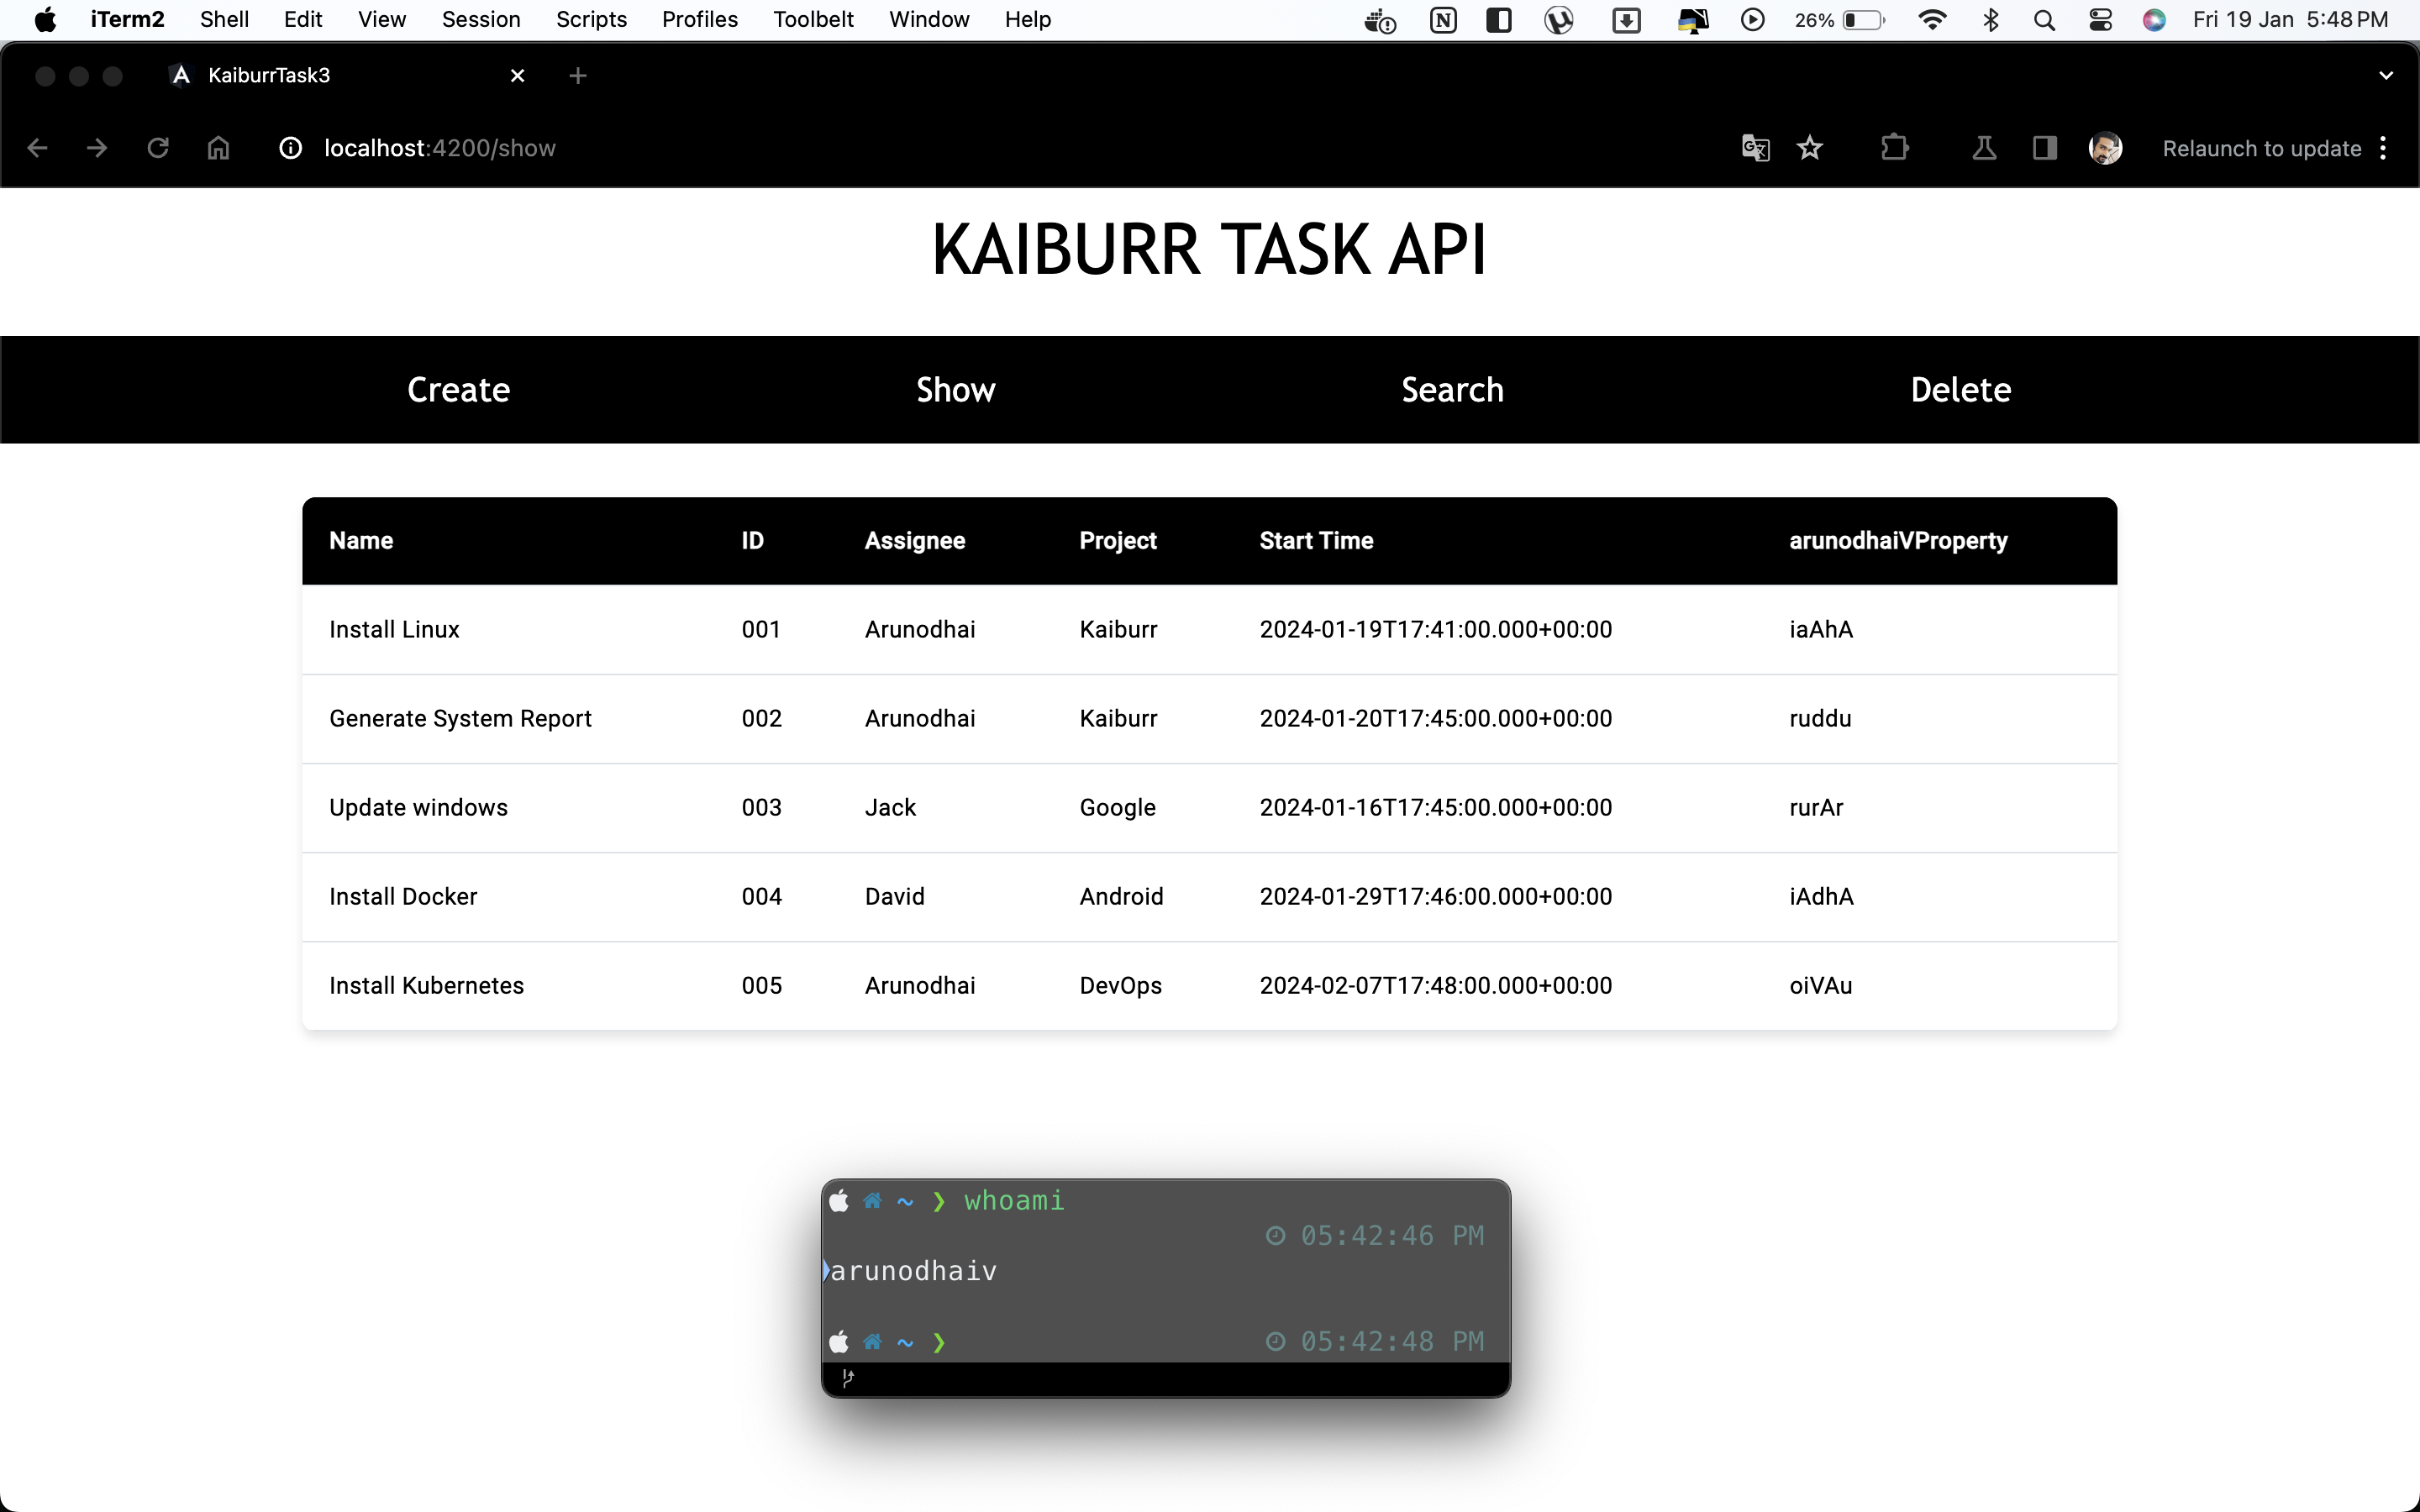 iTerm2 Shell Edit View Session Scripts Profiles Toolbelt Window Help 26% Fri 19 Jan 5:48 PM
KaiburrTask3
localhost:4200/show Relaunch to update
KAIBURR TASK API
Create Show Search Delete
Name ID Assignee Project Start Time arunodhaiVProperty
Install Linux 001 Arunodhai Kaiburr 2024-01-19T17:41:00.000+00:00 iaAhA
Generate System Report 002 Arunodhai Kaiburr 2024-01-20T17:45:00.000+00:00 ruddu
Update windows 003 Jack Google 2024-01-16T17:45:00.000+00:00 rurAr
Install Docker 004 David Android 2024-01-29T17:46:00.000+00:00 iAdhA
Install Kubernetes 005 Arunodhai DevOps 2024-02-07T17:48:00.000+00:00 oiVAu
~ ❯ whoami
05:42:46 PM
arunodhaiv
~ ❯ 05:42:48 PM